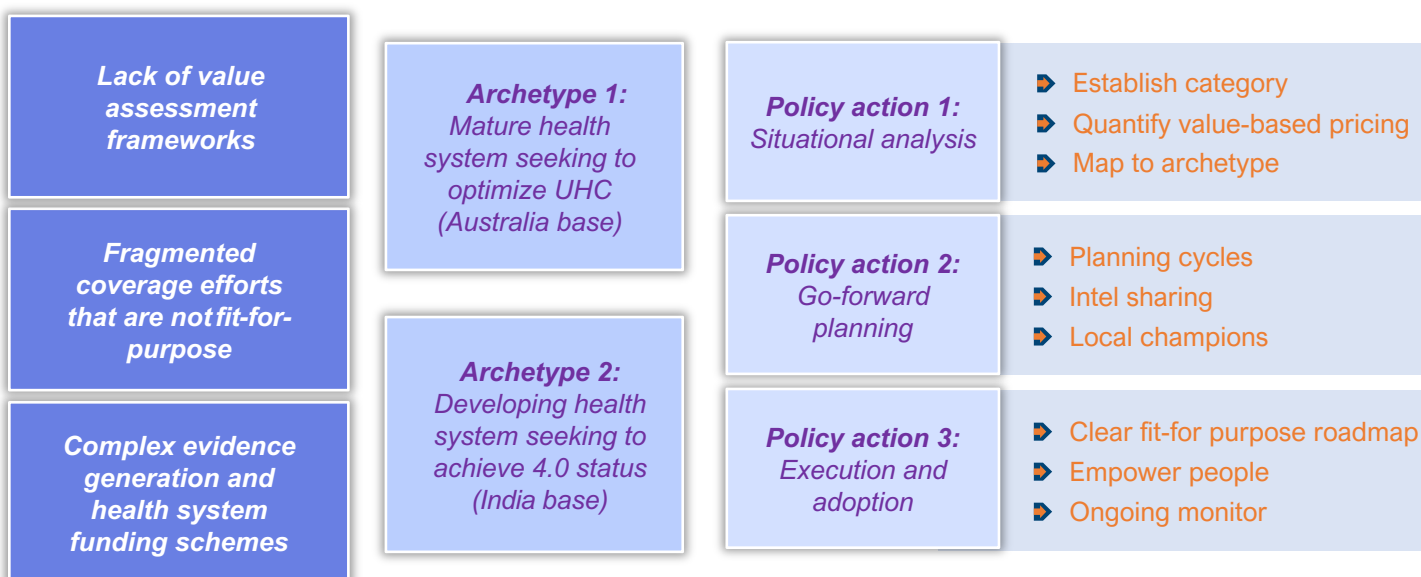 Lack of value
assessment
frameworks
Fragmented
coverage efforts
that are not fit-for-
purpose
Complex evidence
generation and
health system
funding schemes
Archetype 1:
Mature health
system seeking to
optimize UHC
(Australia base)
Archetype 2:
Developing health
system seeking to
achieve 4.0 status
(India base)
Policy action 1:
Situational analysis
Establish category
Quantify value-based pricing
Map to archetype
Policy action 2:
Go-forward
planning
Planning cycles
Intel sharing
Local champions
Policy action 3:
Execution and
adoption
Clear fit-for purpose roadmap
Empower people
Ongoing monitor